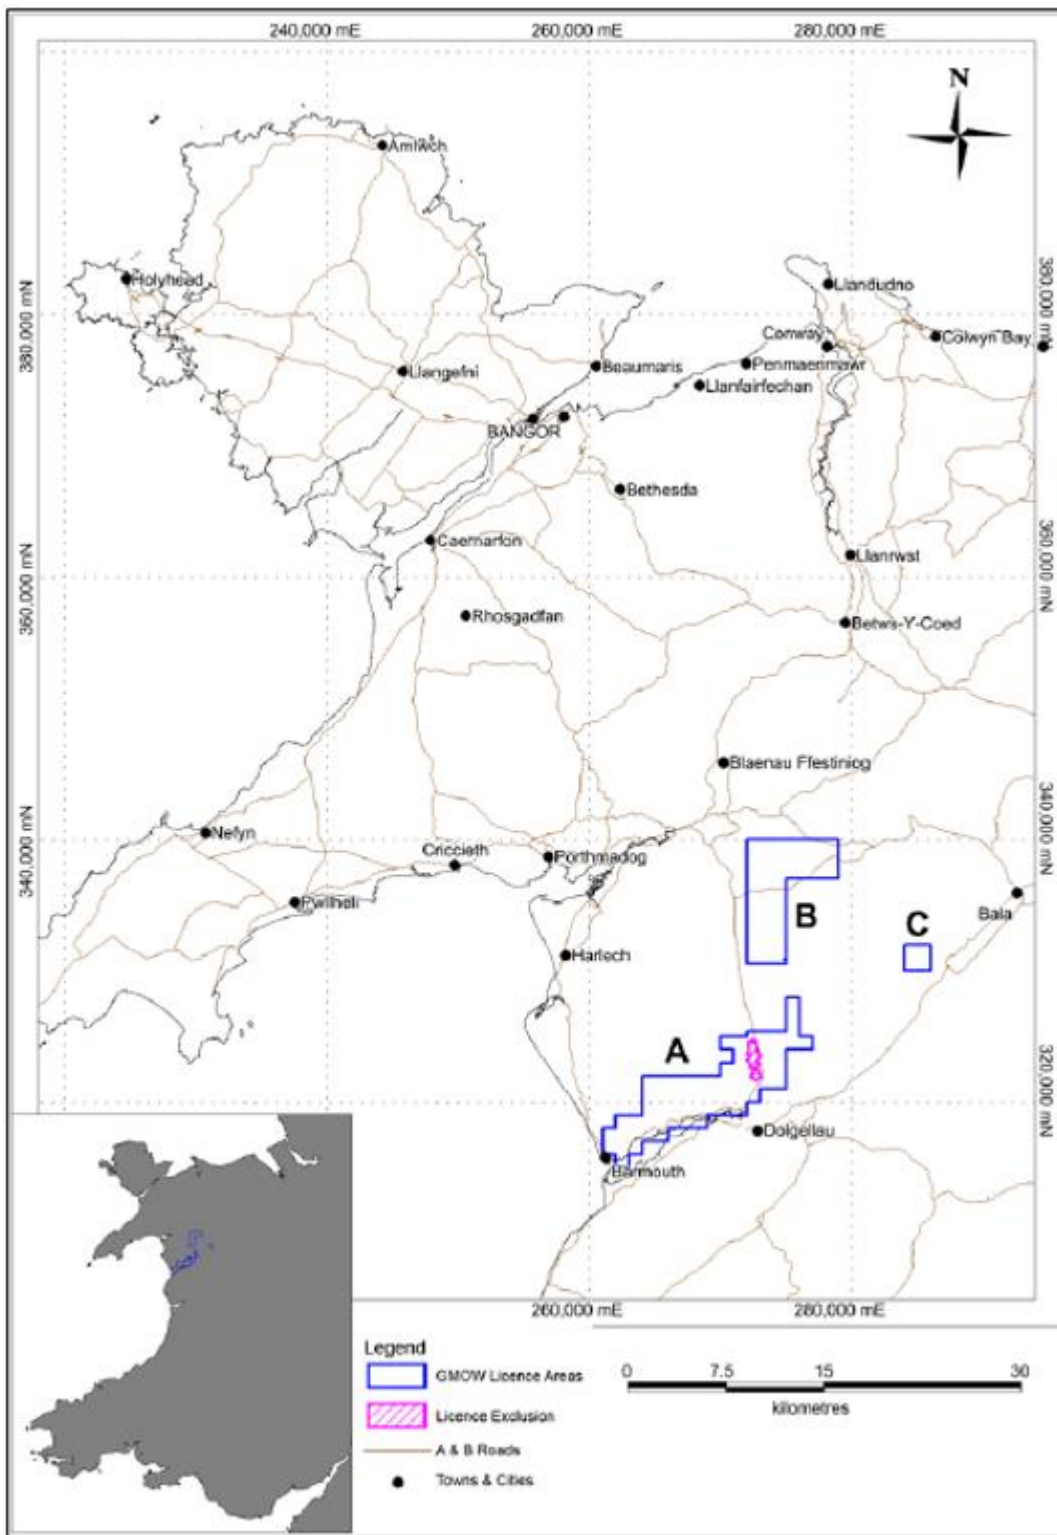 240,000 mE
260,000 mE
280,000 mE
N
Amlwch
Holyhead
Llandudno
380,000 mN
380,000 mN
Conway
Colwyn Bay
Beaumaris
Penmaenmawr
Llangefni
Llanfairfechan
BANGOR
Bethesda
Caernarfon
Llanrwst
360,000 mN
360,000 mN
Rhosgadfan
Betws-Y-Coed
Blaenau Ffestiniog
340,000 mN
340,000 mN
Nefyn
Criccieth
Porthmadog
Pwllheli
Bala
B
C
Harlech
A
320,000 mN
Dolgellau
Barmouth
260,000 mE
280,000 mE
Legend
GMOW Licence Areas
Licence Exclusion
A & B Roads
Towns & Cities
0
7.5
15
30
kilometres